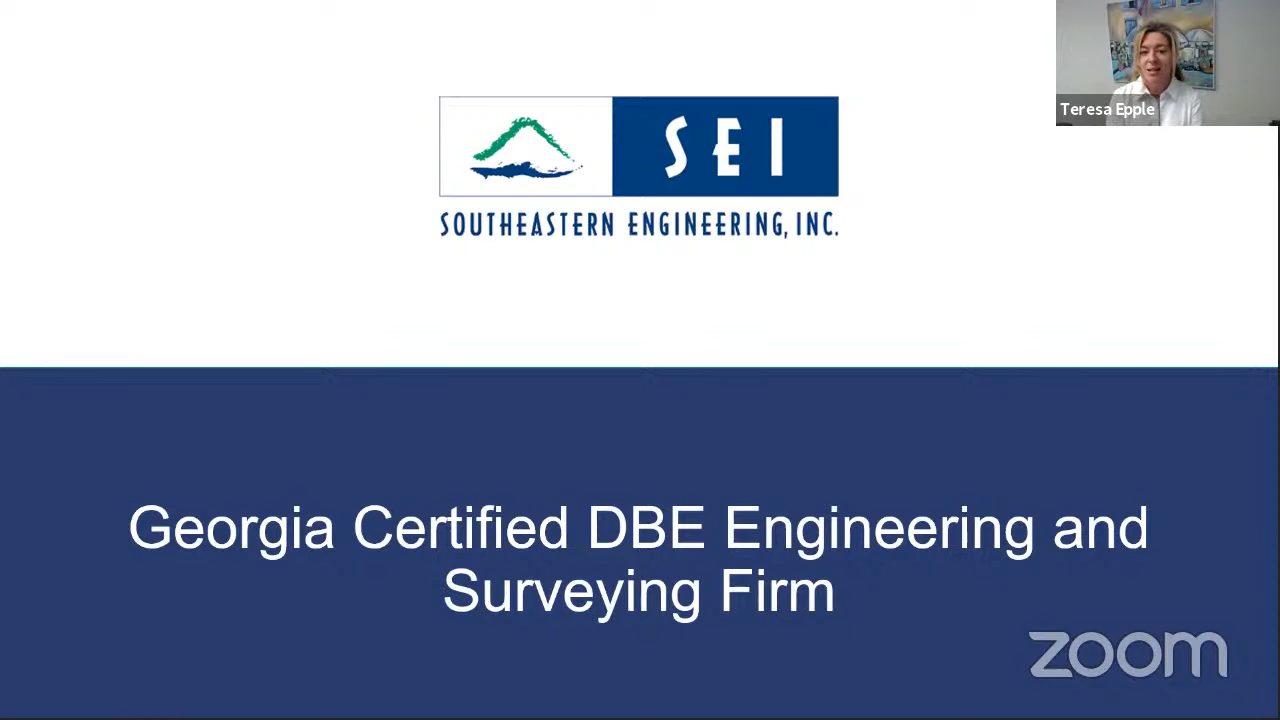 Teresa Epple
SEI
SOUTHEASTERN ENGINEERING, INC.
Georgia Certified DBE Engineering and
Surveying Firm
zoom